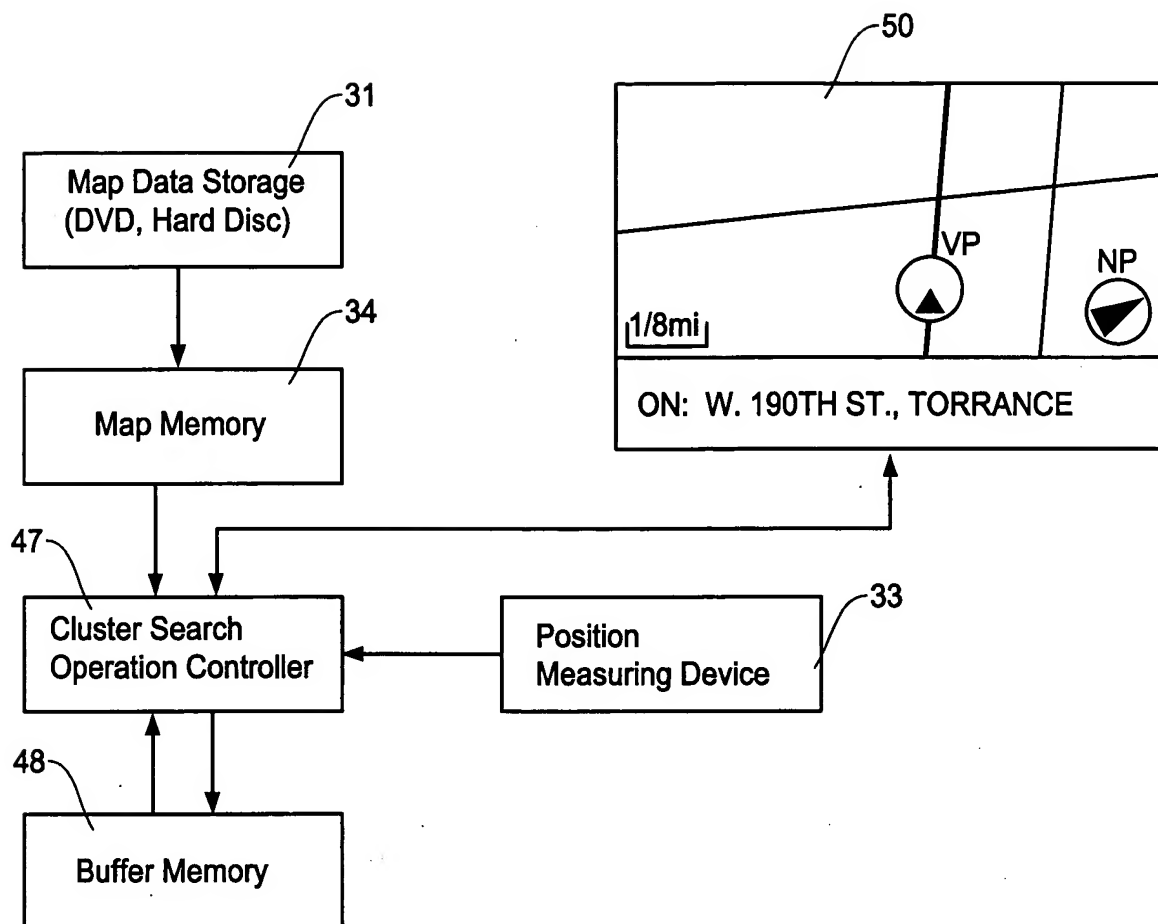 50
31
Map Data Storage
(DVD, Hard Disc)
34
Map Memory
VP
NP
1/8mi
ON: W. 190TH ST., TORRANCE
47
Cluster Search
Operation Controller
33
Position
Measuring Device
48
Buffer Memory